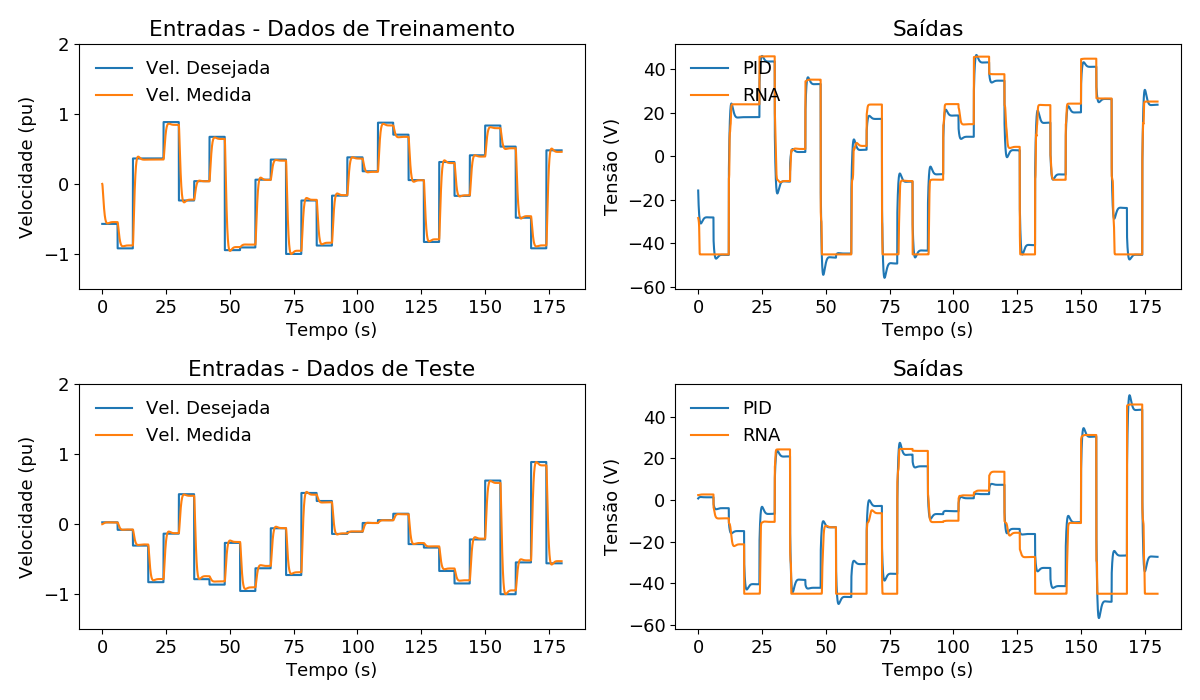 Entradas - Dados de Treinamento
Vel. Desejada
Vel. Medida
Velocidade (pu)
2
1
0
−1
0 25 50 75 100 125 150 175
Tempo (s)
Saídas
PID
RNA
Tensão (V)
40
20
0
−20
−40
−60
0 25 50 75 100 125 150 175
Tempo (s)
Entradas - Dados de Teste
Vel. Desejada
Vel. Medida
Velocidade (pu)
2
1
0
−1
0 25 50 75 100 125 150 175
Tempo (s)
Saídas
PID
RNA
Tensão (V)
40
20
0
−20
−40
−60
0 25 50 75 100 125 150 175
Tempo (s)